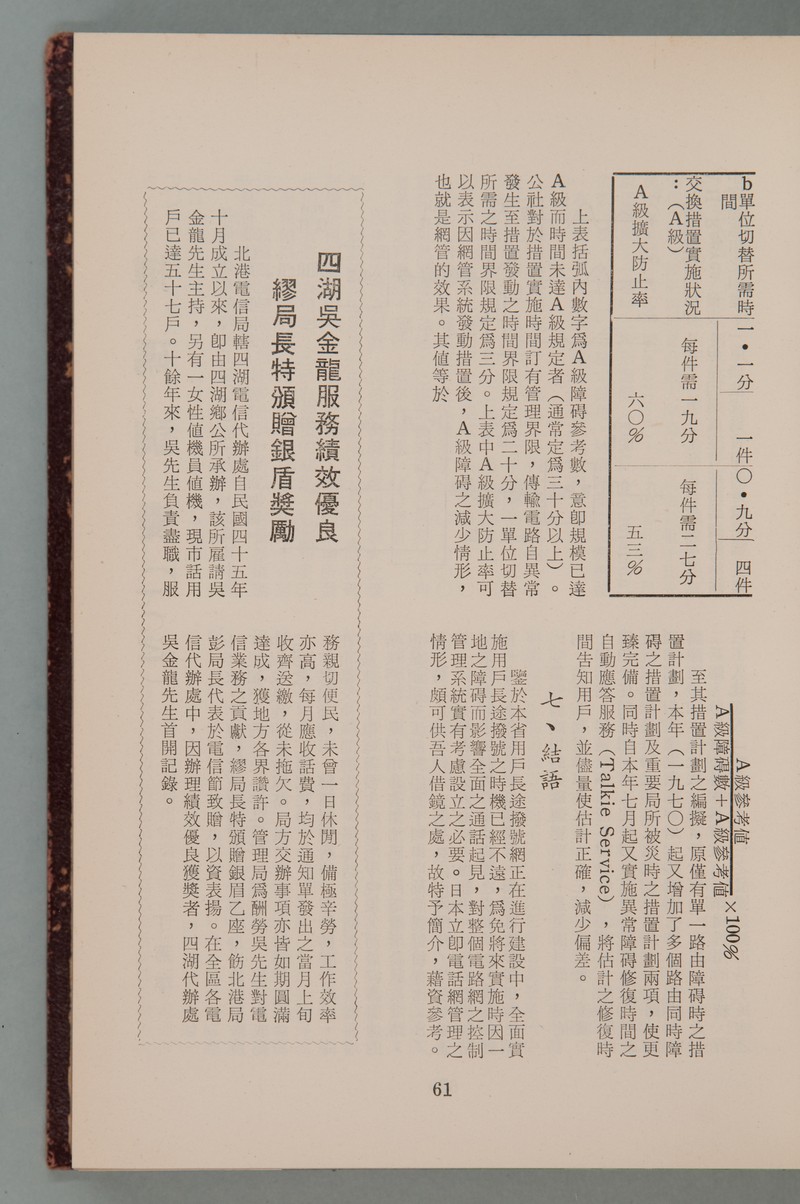 b單位切替所需時間
一•一分
一件
〇•九分
四件
交換措置實施狀況：（A級）
每件需一九分
每件需二七分
A級擴大防止率
六〇%
五三%
上表括弧內數字爲A級障碍參考數，意卽規模已達
A級而時間未達A級規定者（通常定爲三十分以上）。
公社對於措置實施時間訂有管理界限，傳輸電路自異常
發生至措置發動之時間界限規定爲二十分，一單位切替
所需之時間界限規定爲三分。上表中A級擴大防止率可
以表示因網管系統發動措置後，A級障碍之減少情形，
也就是網管的效果。其値等於
A級參考値
A級障碍數＋A級參考値
×100%
至其措置計劃之編擬，原僅有單一路由障碍時之措
置計劃，本年（一九七〇）起又增加了多個路由同時障
碍之措置計劃及重要局所被災時之措置計劃兩項，使更
臻完備。同時自本年七月起又實施異常障碍修復時間之
自動應答服務（Talkie Service），將估計之修復時
間告知用戶，並儘量使估計正確，減少偏差。
七、結語
鑒於本省用戶長途撥號網正在進行建設中，全面實
施用戶長途撥號之時機已經不遠，爲免將來實施時因一
地之障碍而影響全面之通話起見，對整個電路網之控制
管理系統實有考慮設立之必要。日本立卽電話網管理之
情形，頗可供吾人借鏡之處，故特予簡介，藉資參考。
四湖吳金龍服務績效優良
繆局長特頒贈銀盾獎勵
北港電信局轄四湖電信代辦處自民國四十五年
十月成立以來，卽由四湖鄉公所承辦，該所雇請吳
金龍先生主持，另有一女性値機員値機，現市話用
戶已達五十七戶。十餘年來，吳先生負責盡職，服
務親切便民，未曾一日休閒，備極辛勞，工作效率
亦高，每月應收話費，均於通知單發出之當月上旬
收齊送繳，從未拖欠。局方交辦事項亦皆如期圓滿
達成，獲地方各界讚許。管理局爲酬勞吳先生對電
信業務之貢獻，繆局長特頒贈銀眉乙座，飭北港局
彭局長代表於電信節致贈，以資表揚。在全區各電
信代辦處中，因辦理績效優良獲獎者，四湖代辦處
吳金龍先生首開記錄。
61